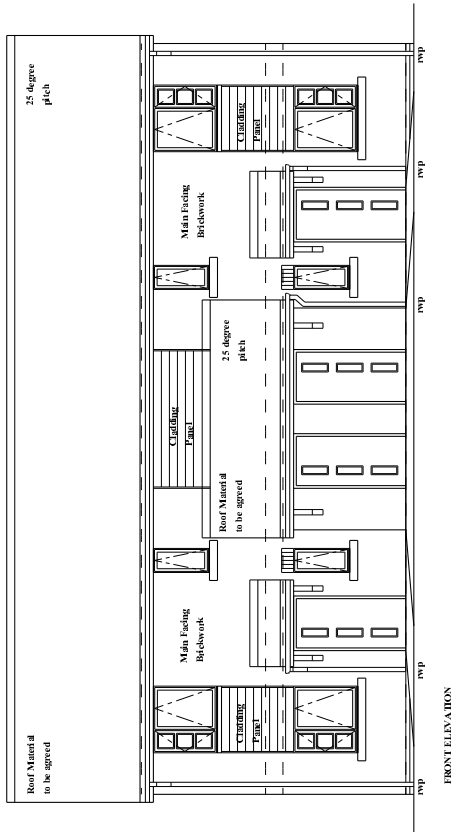 Roof Material
to be agreed
25 degree
pitch
Cladding
Panel
Main Facing
Brickwork
Main Facing
Brickwork
Roof Material
to be agreed
25 degree
pitch
Cladding
Panel
Cladding
Panel
rwp
rwp
rwp
rwp
rwp
FRONT ELEVATION